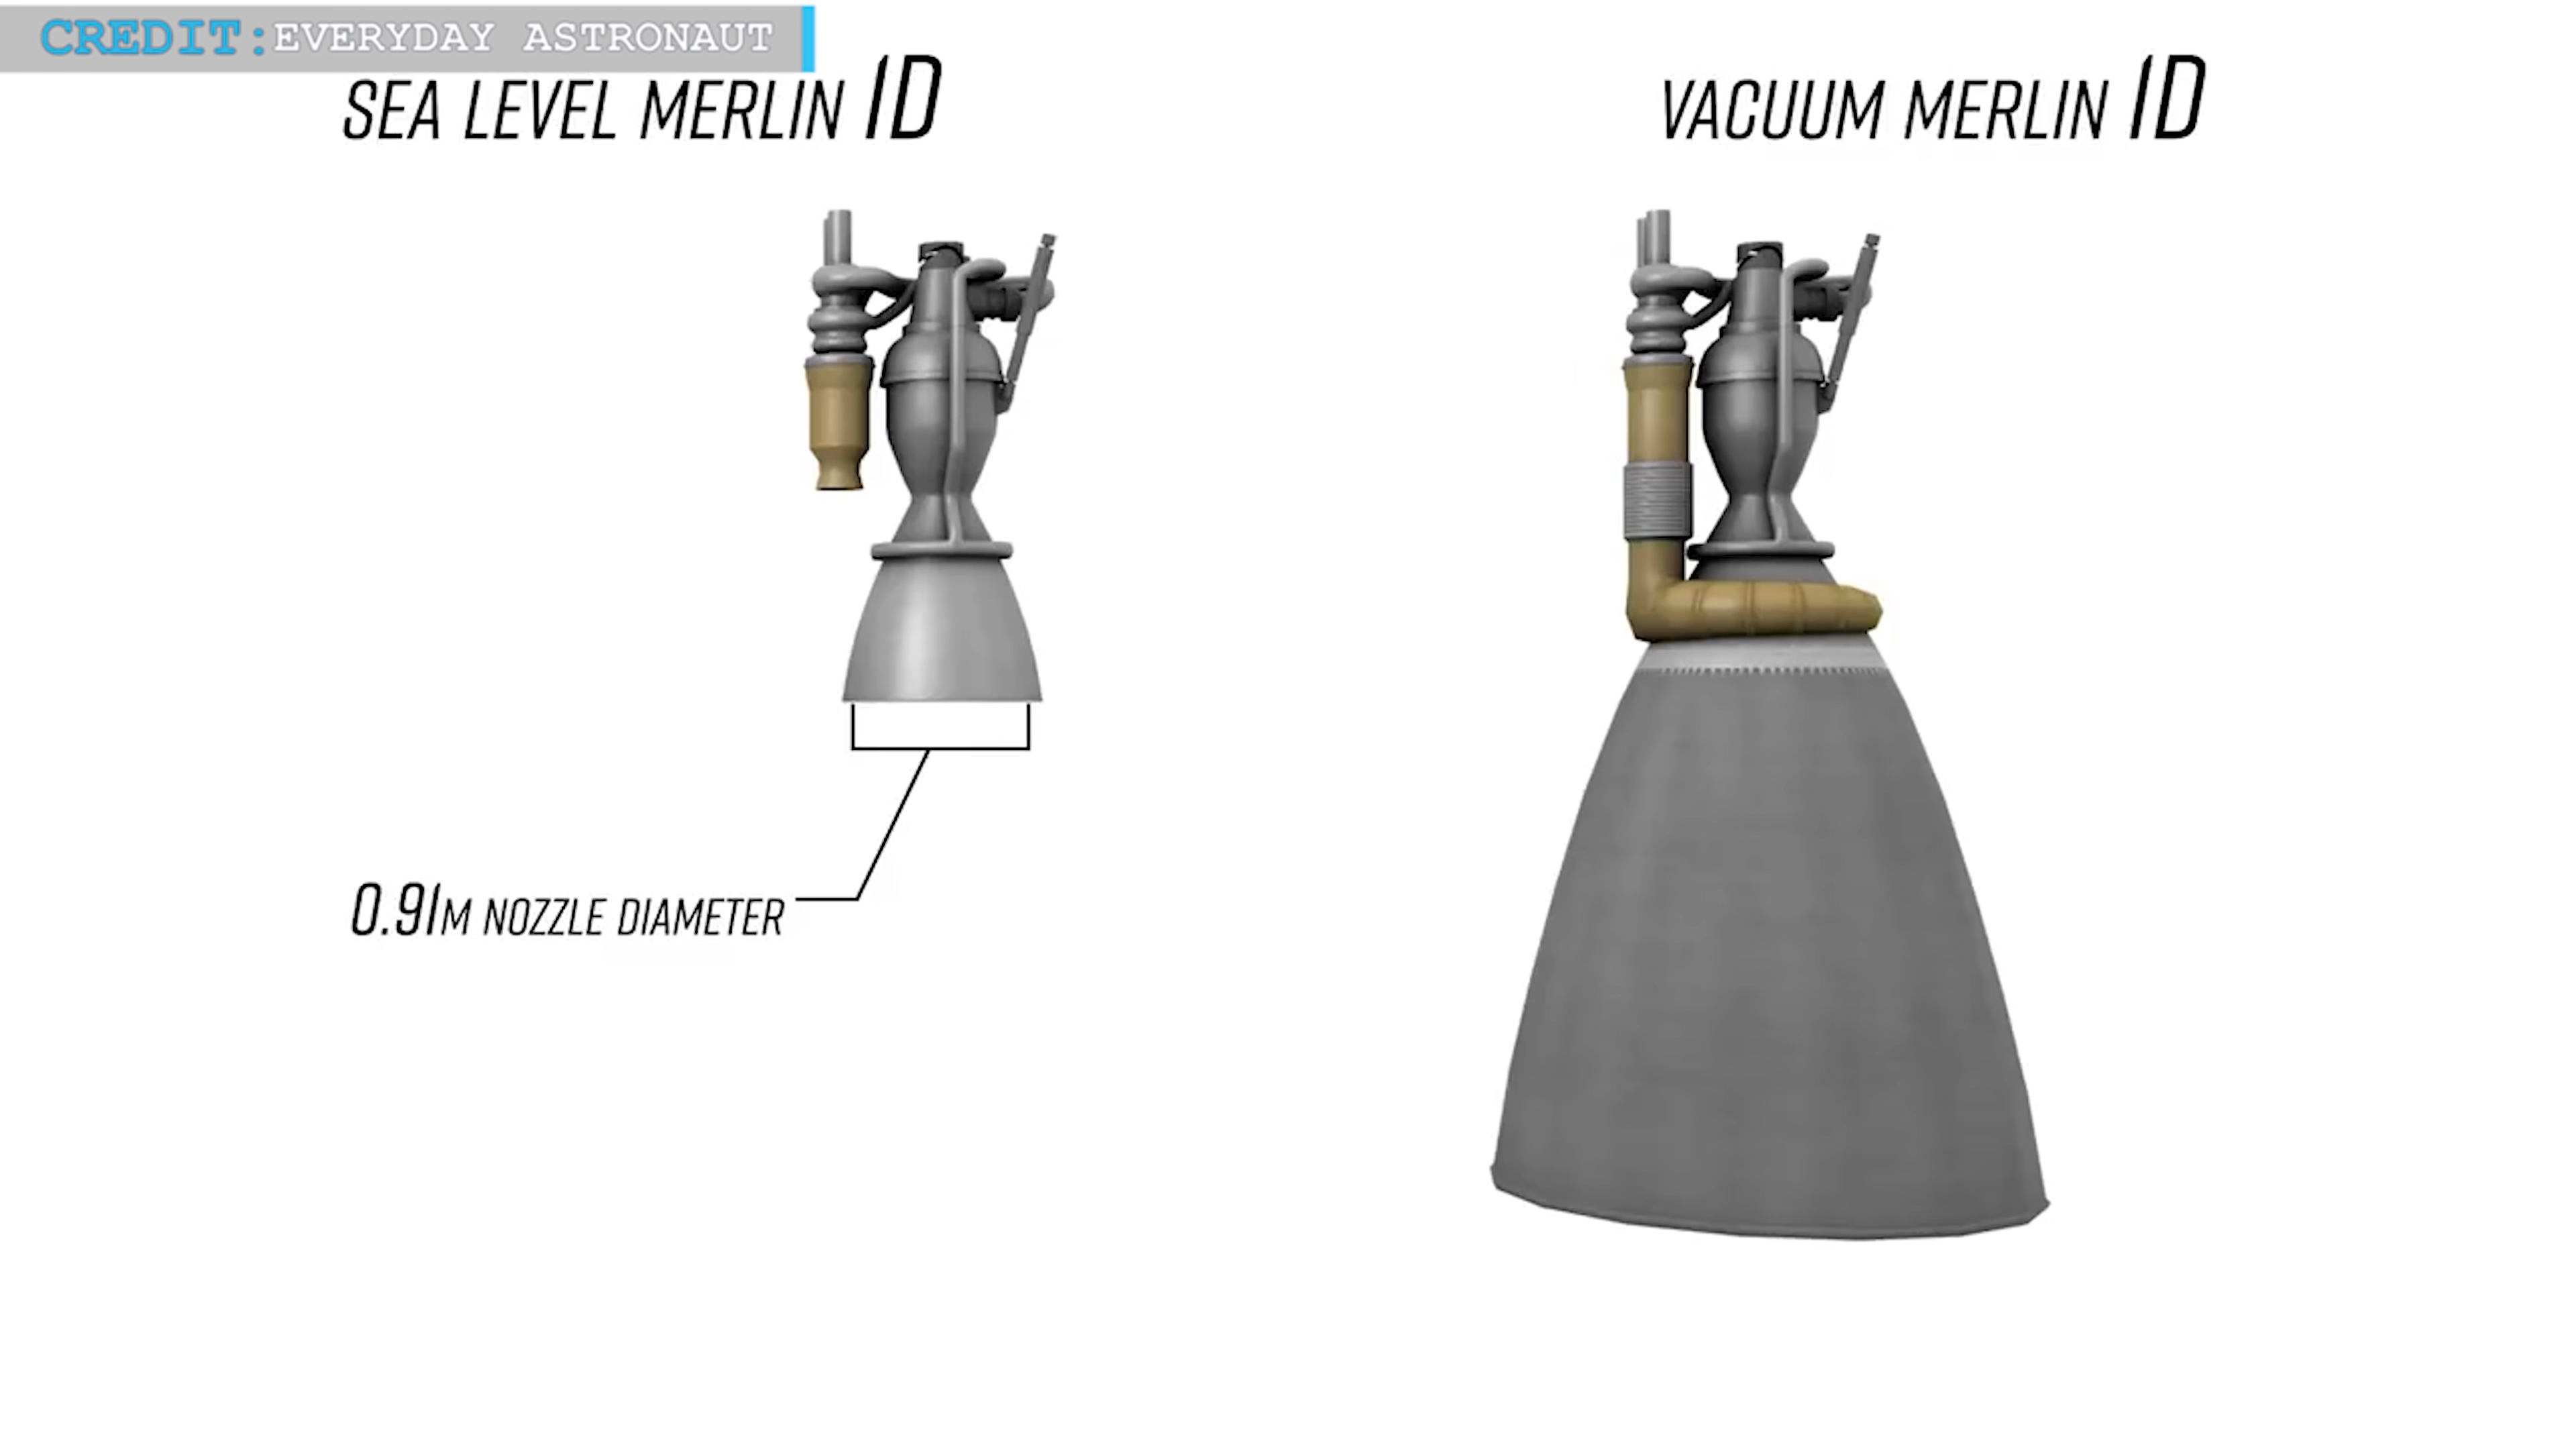 CREDIT:EVERYDAY ASTRONAUT
SEA LEVEL MERLIN 1D
VACUUM MERLIN 1D
0.91M NOZZLE DIAMETER